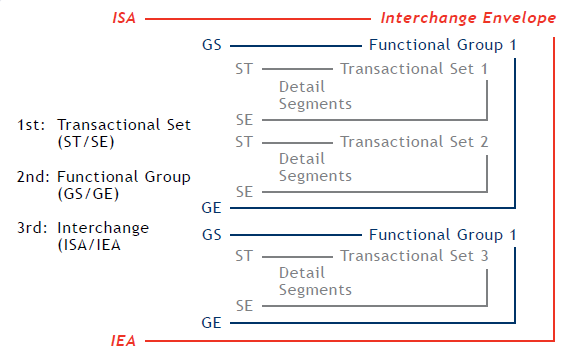 ISA Interchange Envelope
GS Functional Group 1
ST Transactional Set 1
Detail
Segments
SE
ST Transactional Set 2
Detail
Segments
SE
GE
GS Functional Group 1
ST Transactional Set 3
Detail
Segments
SE
GE
IEA
1st: Transactional Set
(ST/SE)
2nd: Functional Group
(GS/GE)
3rd: Interchange
(ISA/IEA